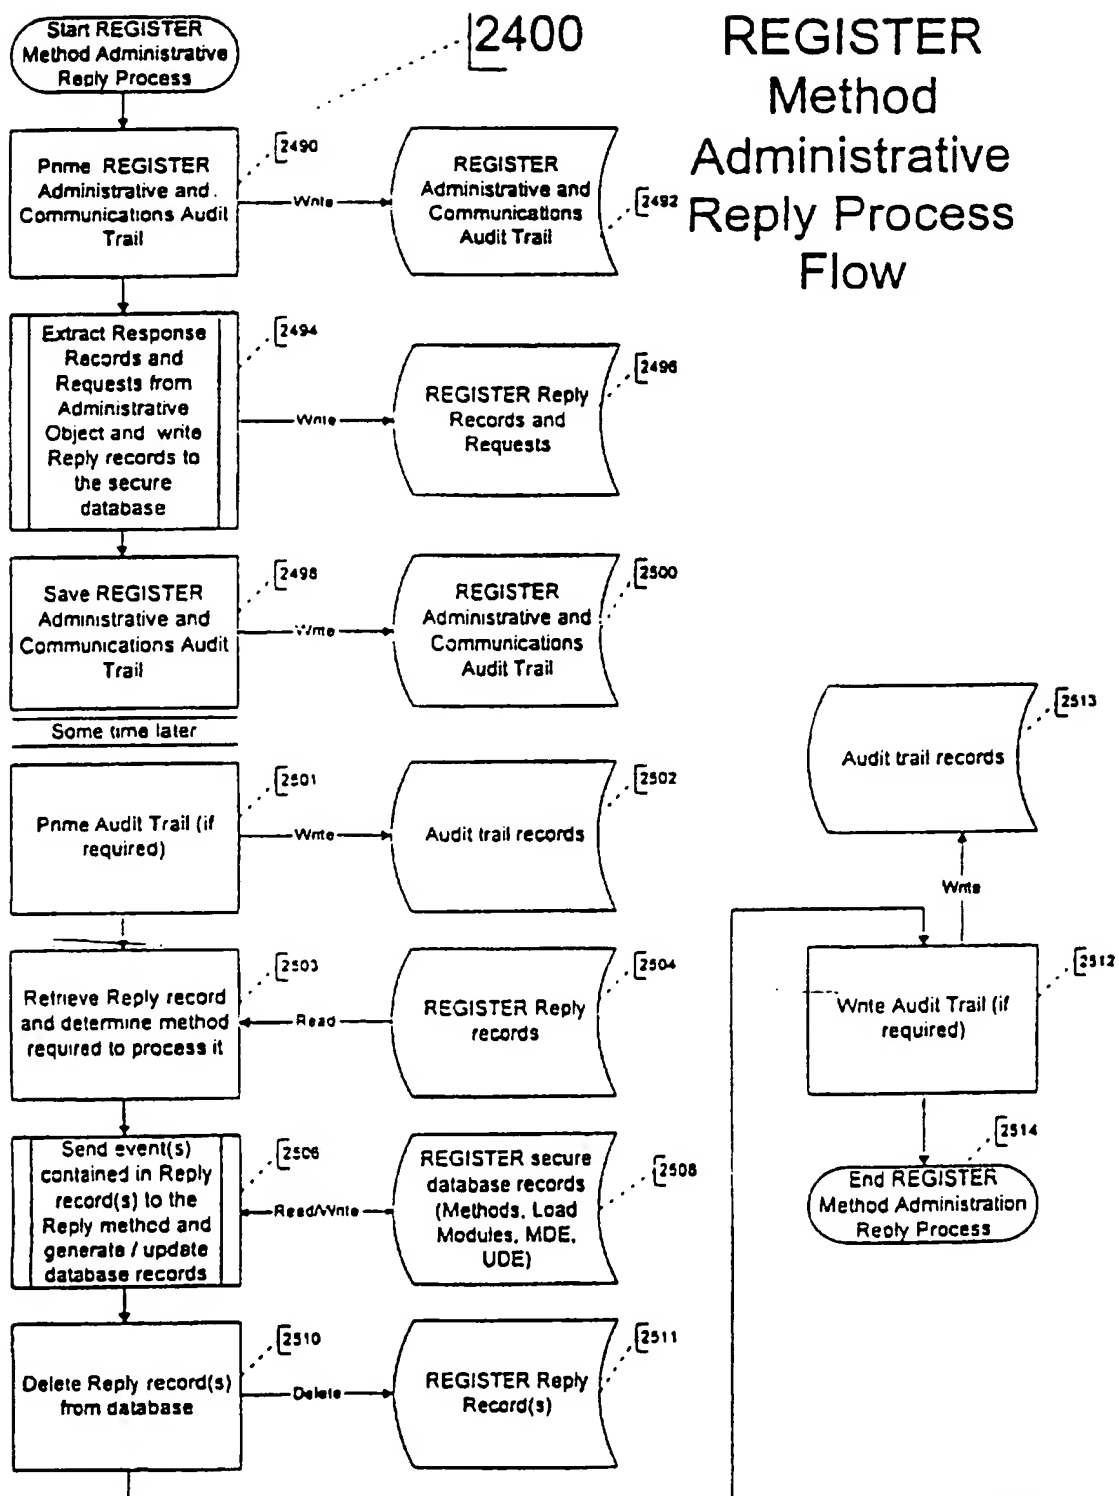 Start REGISTER
Method Administrative
Reply Process
2400
REGISTER
Method
Administrative
Reply Process
Flow
Prime REGISTER
Administrative and
Communications Audit
Trail
2490
Write
REGISTER
Administrative and
Communications
Audit Trail
2492
Extract Response
Records and
Requests from
Administrative
Object and write
Reply records to
the secure
database
2494
Write
REGISTER Reply
Records and
Requests
2496
Save REGISTER
Administrative and
Communications Audit
Trail
2498
Write
REGISTER
Administrative and
Communications
Audit Trail
2500
Some time later
Prime Audit Trail (if
required)
2501
Write
Audit trail records
2502
Retrieve Reply record
and determine method
required to process it
2503
Read
REGISTER Reply
records
2504
Send event(s)
contained in Reply
record(s) to the
Reply method and
generate / update
database records
2506
Read/Write
REGISTER secure
database records
(Methods, Load
Modules, MDE,
UDE)
2508
Delete Reply record(s)
from database
2510
Delete
REGISTER Reply
Record(s)
2511
Audit trail records
2513
Write
Write Audit Trail (if
required)
2512
End REGISTER
Method Administration
Reply Process
2514